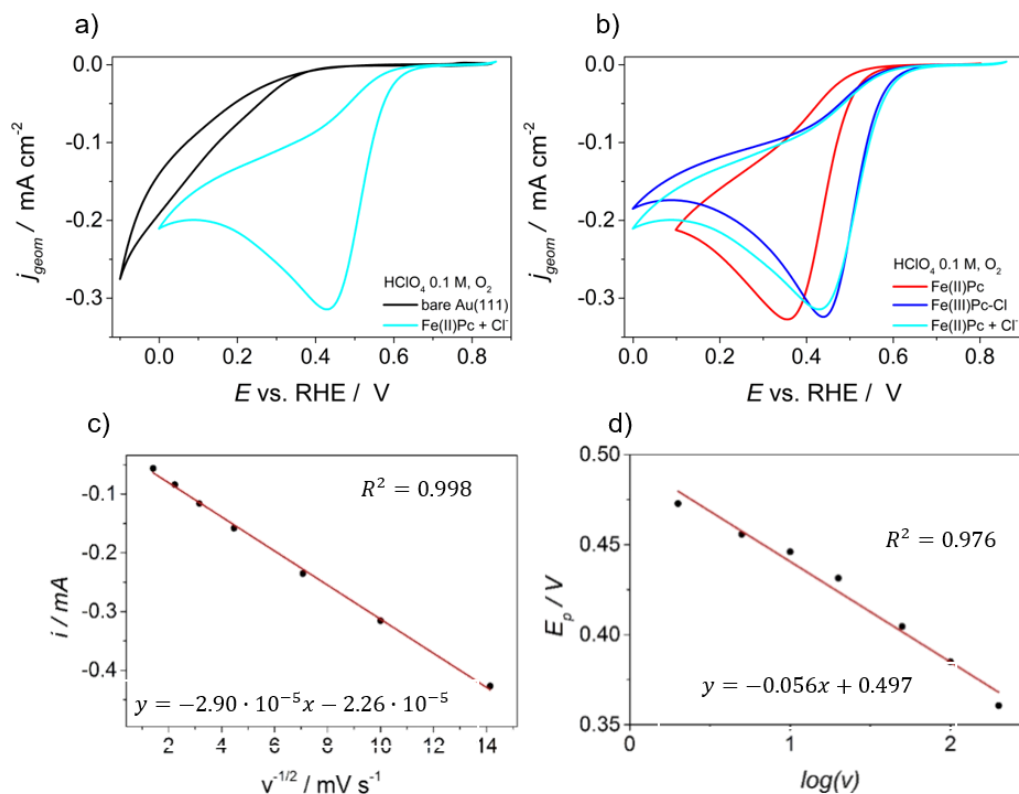 a)
0.0
-0.1
-0.2
-0.3
j_geom / mA cm⁻²
HClO₄ 0.1 M, O₂
bare Au(111)
Fe(II)Pc + Cl⁻
0.0 0.2 0.4 0.6 0.8
E vs. RHE / V
b)
0.0
-0.1
-0.2
-0.3
j_geom / mA cm⁻²
HClO₄ 0.1 M, O₂
Fe(II)Pc
Fe(III)Pc-Cl
Fe(II)Pc + Cl⁻
0.0 0.2 0.4 0.6 0.8
E vs. RHE / V
c)
-0.1
-0.2
-0.3
-0.4
i / mA
R² = 0.998
y = −2.90 · 10⁻⁵x − 2.26 · 10⁻⁵
2 4 6 8 10 12 14
v⁻¹/² / mV s⁻¹
d)
0.50
0.45
0.40
0.35
E_p / V
R² = 0.976
y = −0.056x + 0.497
0 1 2
log(v)